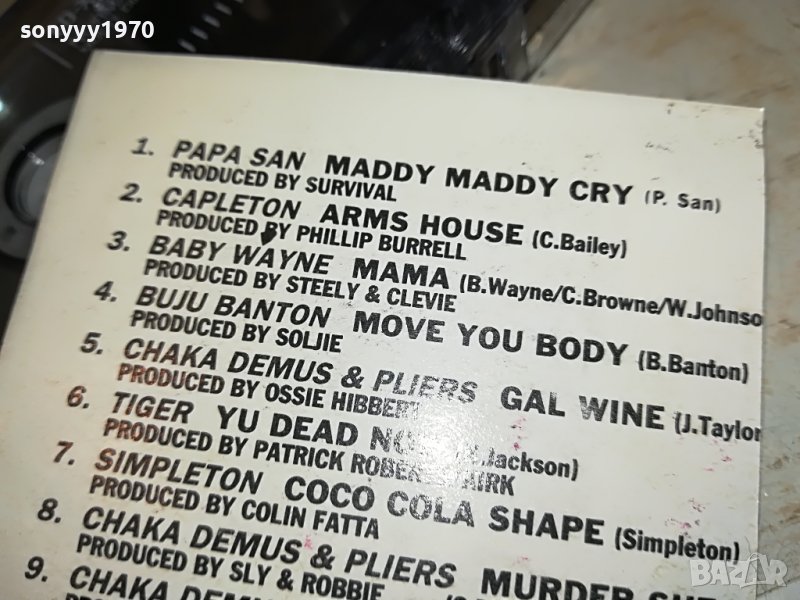 sonyyy1970
1. PAPA SAN MADDY MADDY CRY (P. San)
PRODUCED BY SURVIVAL
2. CAPLETON ARMS HOUSE (C.Bailey)
PRODUCED BY PHILLIP BURRELL
3. BABY WAYNE MAMA (B.Wayne/C.Browne/W.Johnso
PRODUCED BY STEELY & CLEVIE
4. BUJU BANTON MOVE YOU BODY (B.Banton)
PRODUCED BY SOLJIE
5. CHAKA DEMUS & PLIERS GAL WINE (J.Taylor
PRODUCED BY OSSIE HIBBERT
6. TIGER YU DEAD Jackson)
PRODUCED BY PATRICK
7. SIMPLETON COCO COLA SHAPE (Simpleton)
PRODUCED BY COLIN FATTA
8. CHAKA DEMUS & PLIERS MURDER
PRODUCED BY SLY & ROBBIE
9. CHAKA
BAZAR